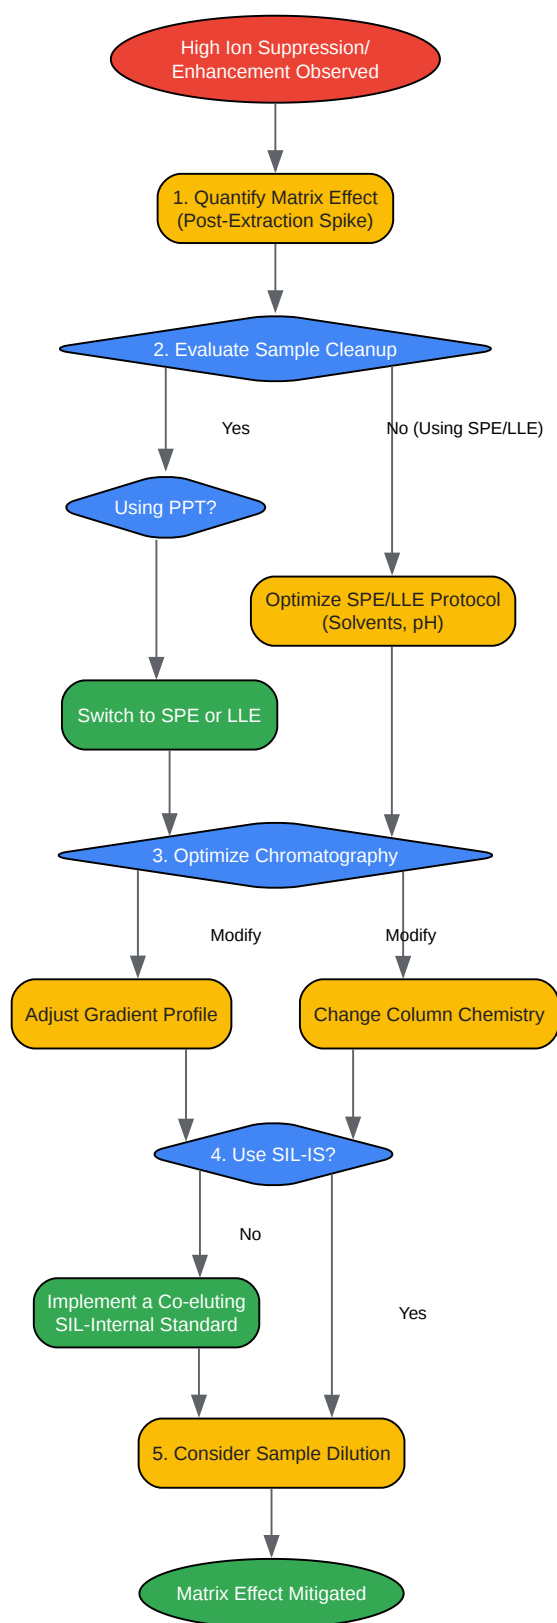 High Ion Suppression/
Enhancement Observed
1. Quantify Matrix Effect
(Post-Extraction Spike)
2. Evaluate Sample Cleanup
Yes
No (Using SPE/LLE)
Using PPT?
Optimize SPE/LLE Protocol
(Solvents, pH)
Switch to SPE or LLE
3. Optimize Chromatography
Modify
Modify
Adjust Gradient Profile
Change Column Chemistry
4. Use SIL-IS?
No
Implement a Co-eluting
SIL-Internal Standard
Yes
5. Consider Sample Dilution
Matrix Effect Mitigated